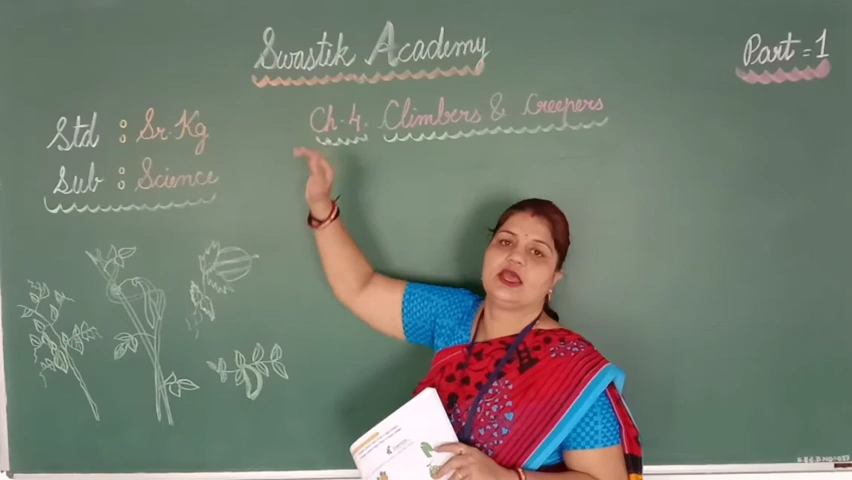 Swastik Academy
Part = 1
Ch. 4. Climbers & Creepers
Std : Sr. Kg
Sub : Science